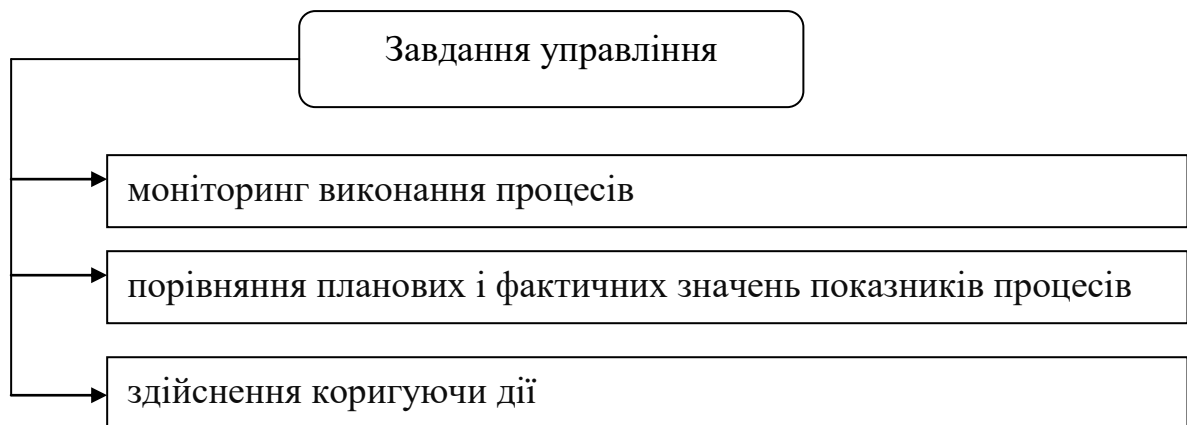 Завдання управління
моніторинг виконання процесів
порівняння планових і фактичних значень показників процесів
здійснення коригуючи дії